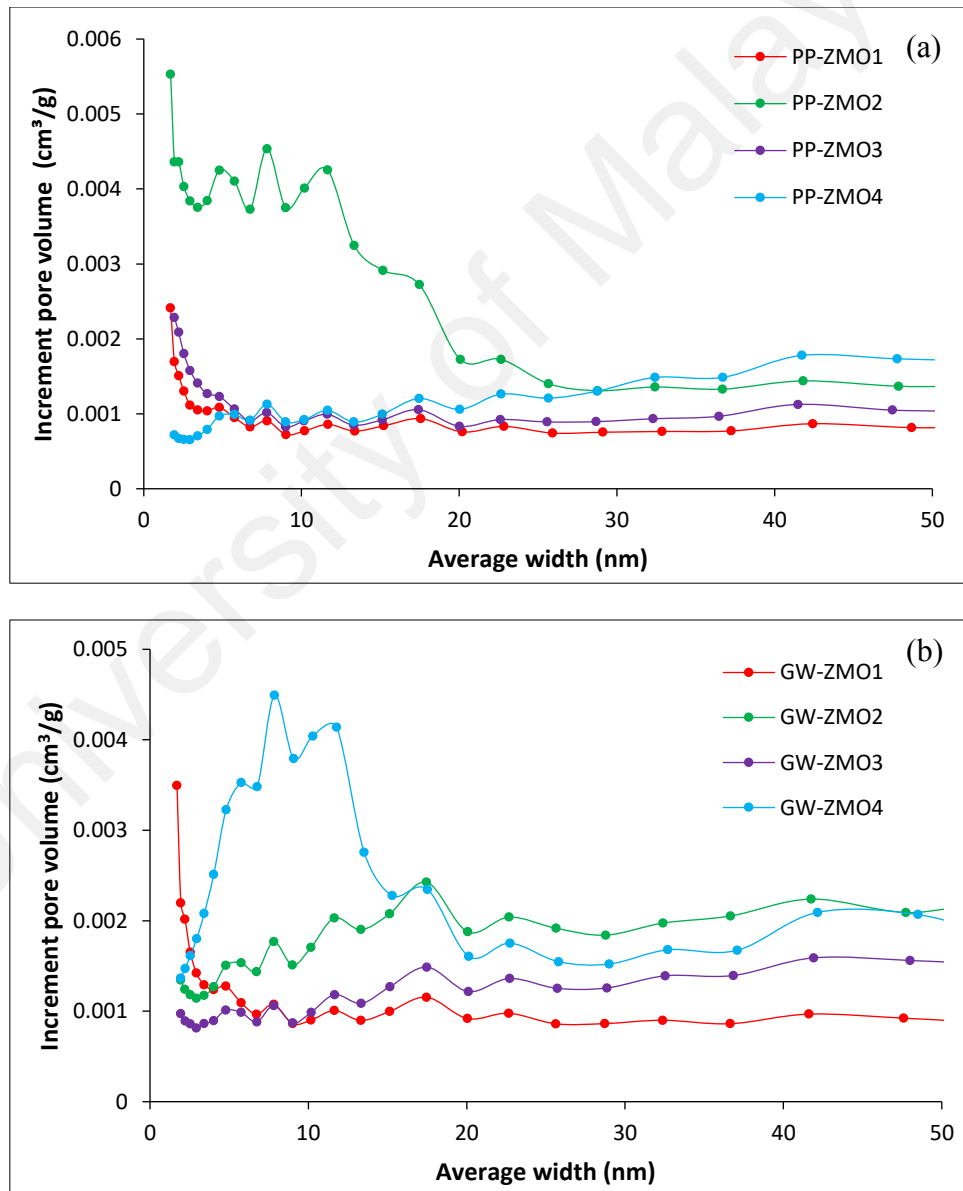 (a)
0.006
0.005
0.004
0.003
0.002
0.001
0
0 10 20 30 40 50
Increment pore volume (cm³/g)
Average width (nm)
PP-ZMO1
PP-ZMO2
PP-ZMO3
PP-ZMO4
(b)
0.005
0.004
0.003
0.002
0.001
0
0 10 20 30 40 50
Increment pore volume (cm³/g)
Average width (nm)
GW-ZMO1
GW-ZMO2
GW-ZMO3
GW-ZMO4
University of Malay